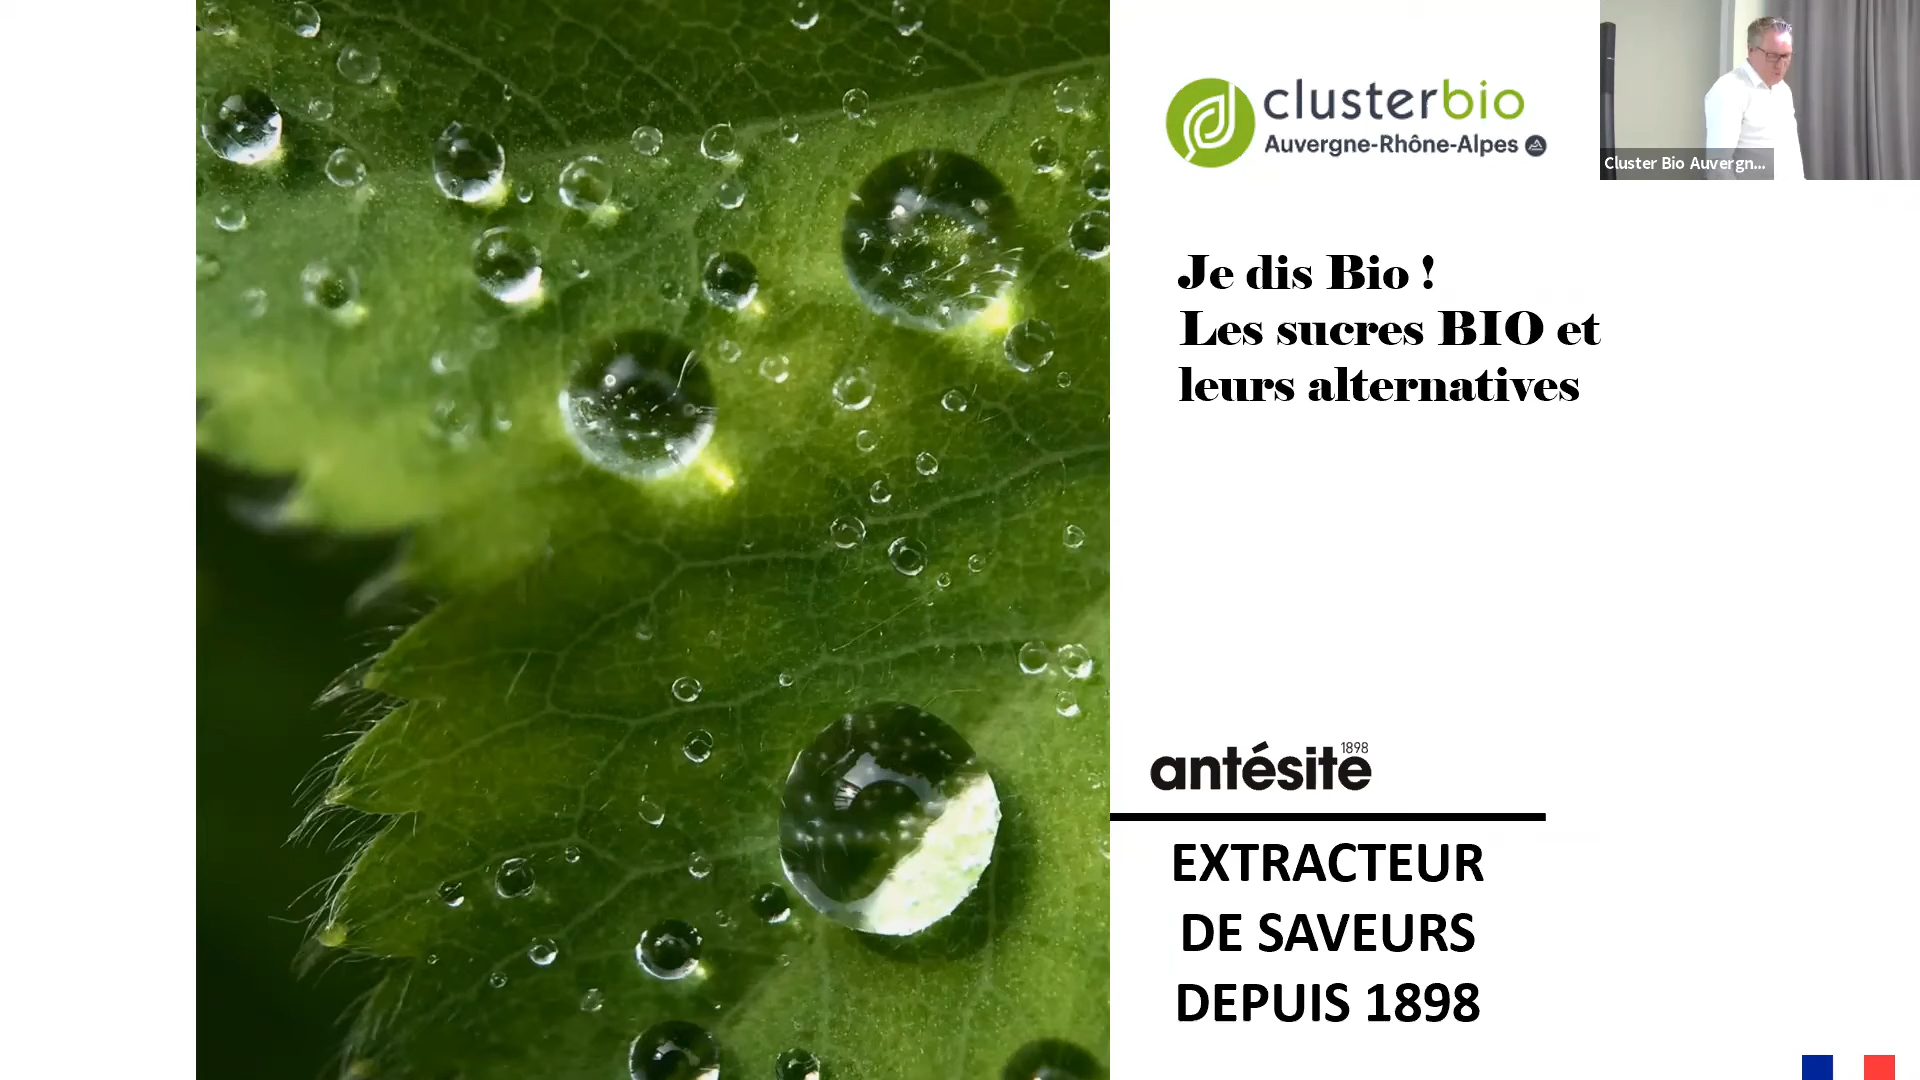 clusterbio
Auvergne-Rhône-Alpes
Cluster Bio Auvergn...
Je dis Bio !
Les sucres BIO et
leurs alternatives
antésite
1898
EXTRACTEUR
DE SAVEURS
DEPUIS 1898